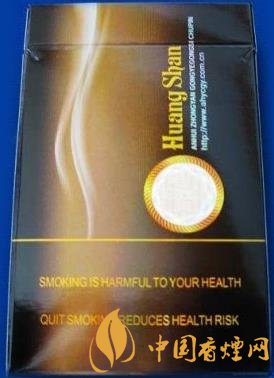 Huang Shan
ANHUI ZHONGYAN GONGYEGONGSI CHUPIN
http://www.ahycgy.com.cn
SMOKING IS HARMFUL TO YOUR HEALTH
QUIT SMOKING REDUCES HEALTH RISK
中国香烟网